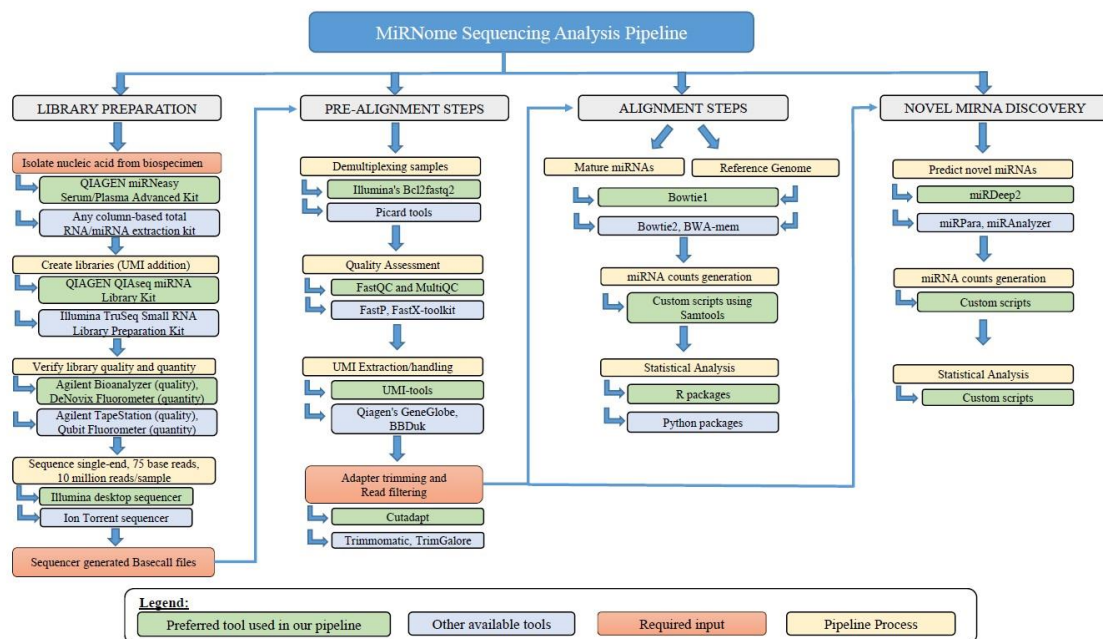 MiRNome Sequencing Analysis Pipeline
LIBRARY PREPARATION
Isolate nucleic acid from biospecimen
QIAGEN miRNeasy
Serum/Plasma Advanced Kit
Any column-based total
RNA/miRNA extraction kit
Create libraries (UMI addition)
QIAGEN QIAseq miRNA
Library Kit
Illumina TruSeq Small RNA
Library Preparation Kit
Verify library quality and quantity
Agilent Bioanalyzer (quality),
DeNovix Fluorometer (quantity)
Agilent TapeStation (quality),
Qubit Fluorometer (quantity)
Sequence single-end, 75 base reads,
10 million reads/sample
Illumina desktop sequencer
Ion Torrent sequencer
Sequencer generated Basecall files
PRE-ALIGNMENT STEPS
Demultiplexing samples
Illumina's Bcl2fastq2
Picard tools
Quality Assessment
FastQC and MultiQC
FastP, FastX-toolkit
UMI Extraction/handling
UMI-tools
Qiagen's GeneGlobe,
BBDuk
Adapter trimming and
Read filtering
Cutadapt
Trimmomatic, TrimGalore
ALIGNMENT STEPS
Mature miRNAs
Reference Genome
Bowtie1
Bowtie2, BWA-mem
miRNA counts generation
Custom scripts using
Samtools
Statistical Analysis
R packages
Python packages
NOVEL MIRNA DISCOVERY
Predict novel miRNAs
miRDeep2
miRPara, miRAnalyzer
miRNA counts generation
Custom scripts
Statistical Analysis
Custom scripts
Legend:
Preferred tool used in our pipeline
Other available tools
Required input
Pipeline Process